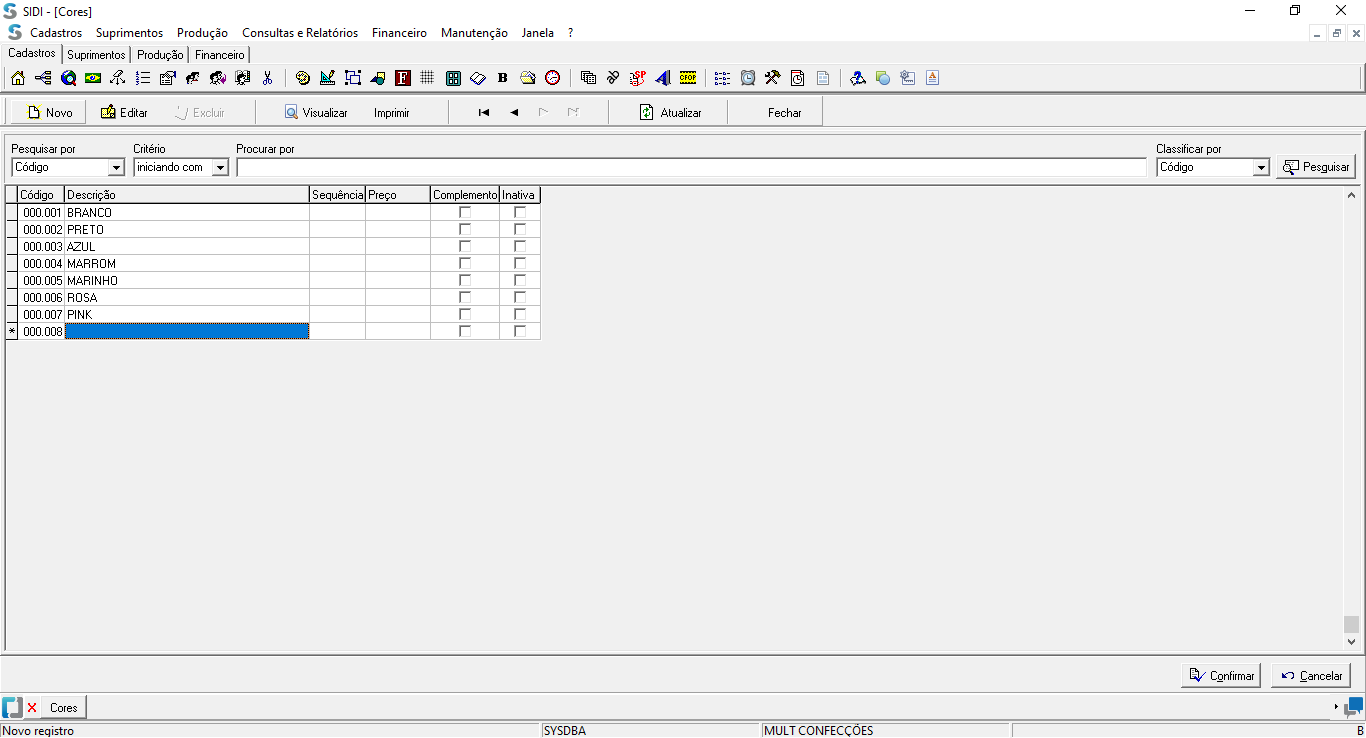 SIDI - [Cores]
Cadastros Suprimentos Produção Consultas e Relatórios Financeiro Manutenção Janela ?
Cadastros Suprimentos Produção Financeiro
F B SP CFOP A
Novo Editar Excluir Visualizar Imprimir Atualizar Fechar
Pesquisar por Critério Procurar por Classificar por
Código iniciando com Código Pesquisar
Código Descrição Sequência Preço Complemento Inativa
000.001 BRANCO
000.002 PRETO
000.003 AZUL
000.004 MARROM
000.005 MARINHO
000.006 ROSA
000.007 PINK
* 000.008
Confirmar Cancelar
Cores
Novo registro SYSDBA MULT CONFECÇÕES B